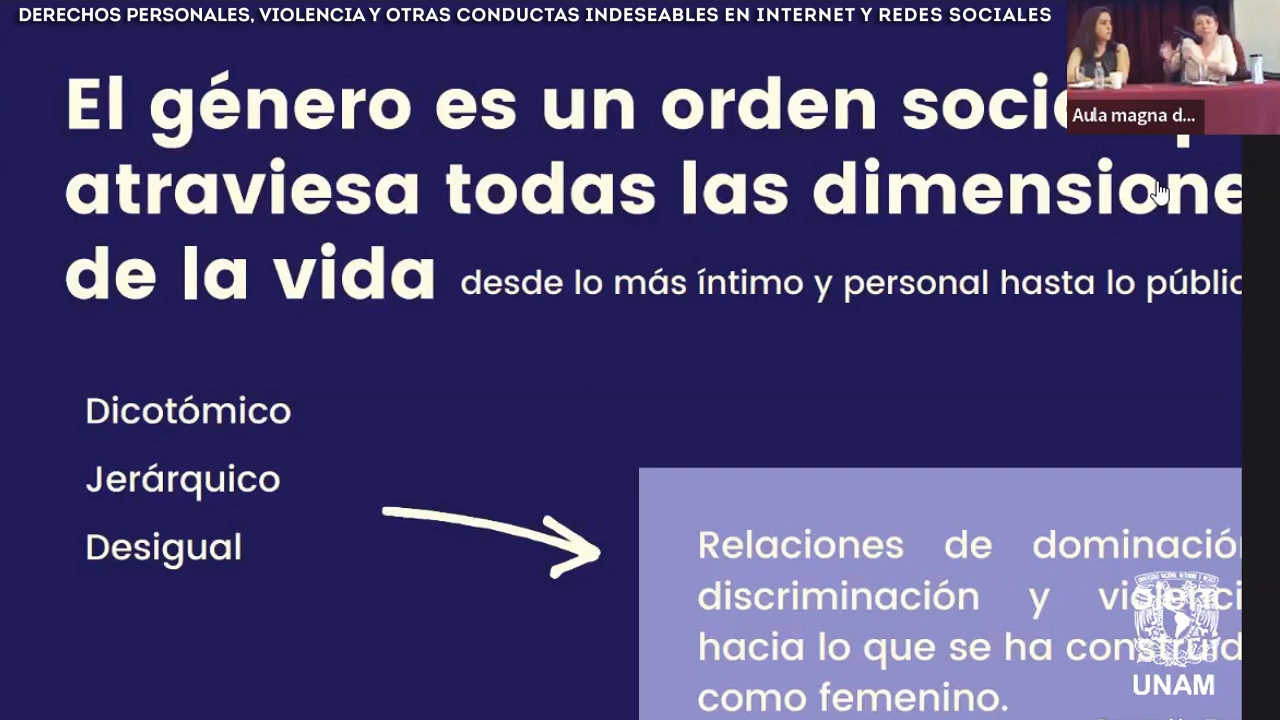 DERECHOS PERSONALES, VIOLENCIA Y OTRAS CONDUCTAS INDESEABLES EN INTERNET Y REDES SOCIALES
El género es un orden
atraviesa todas las dimensione
de la vida desde lo más íntimo y personal hasta lo públic
Aula magna d...
Dicotómico
Jerárquico
Desigual
Relaciones de dominació
discriminación y violenci
hacia lo que se ha construid
como femenino.
UNAM